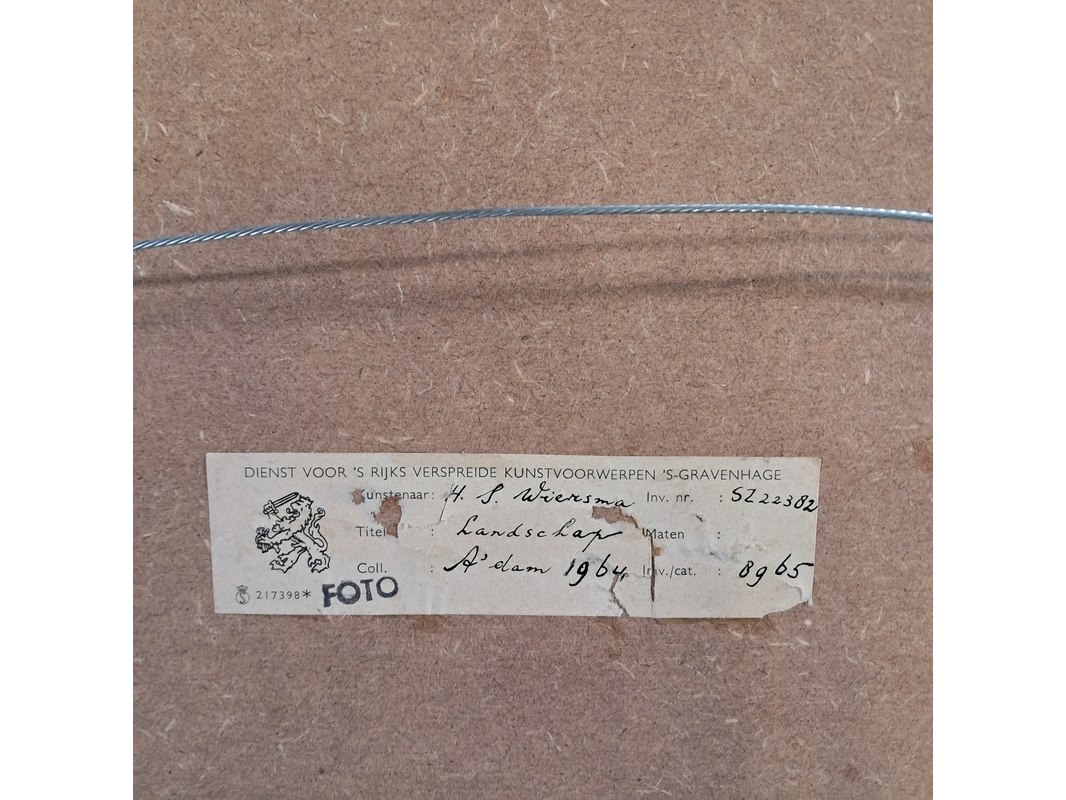 DIENST VOOR 'S RIJKS VERSPREIDE KUNSTVOORWERPEN 'S-GRAVENHAGE
Kunstenaar: H. S. Wiersma Inv. nr. : SZ22382
Titel : Landschap Maten :
Coll. : A'dam 1964, Inv./cat. : 8965
217398* FOTO